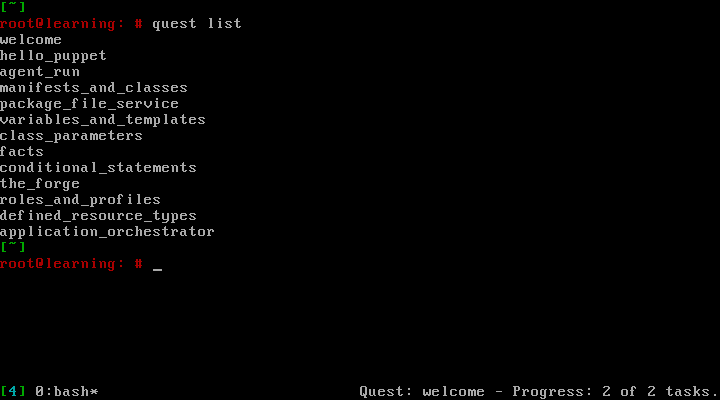 [~]
root@learning: # quest list
welcome
hello_puppet
agent_run
manifests_and_classes
package_file_service
variables_and_templates
class_parameters
facts
conditional_statements
the_forge
roles_and_profiles
defined_resource_types
application_orchestrator
[~]
root@learning: # _
[4] 0:bash* Quest: welcome - Progress: 2 of 2 tasks.